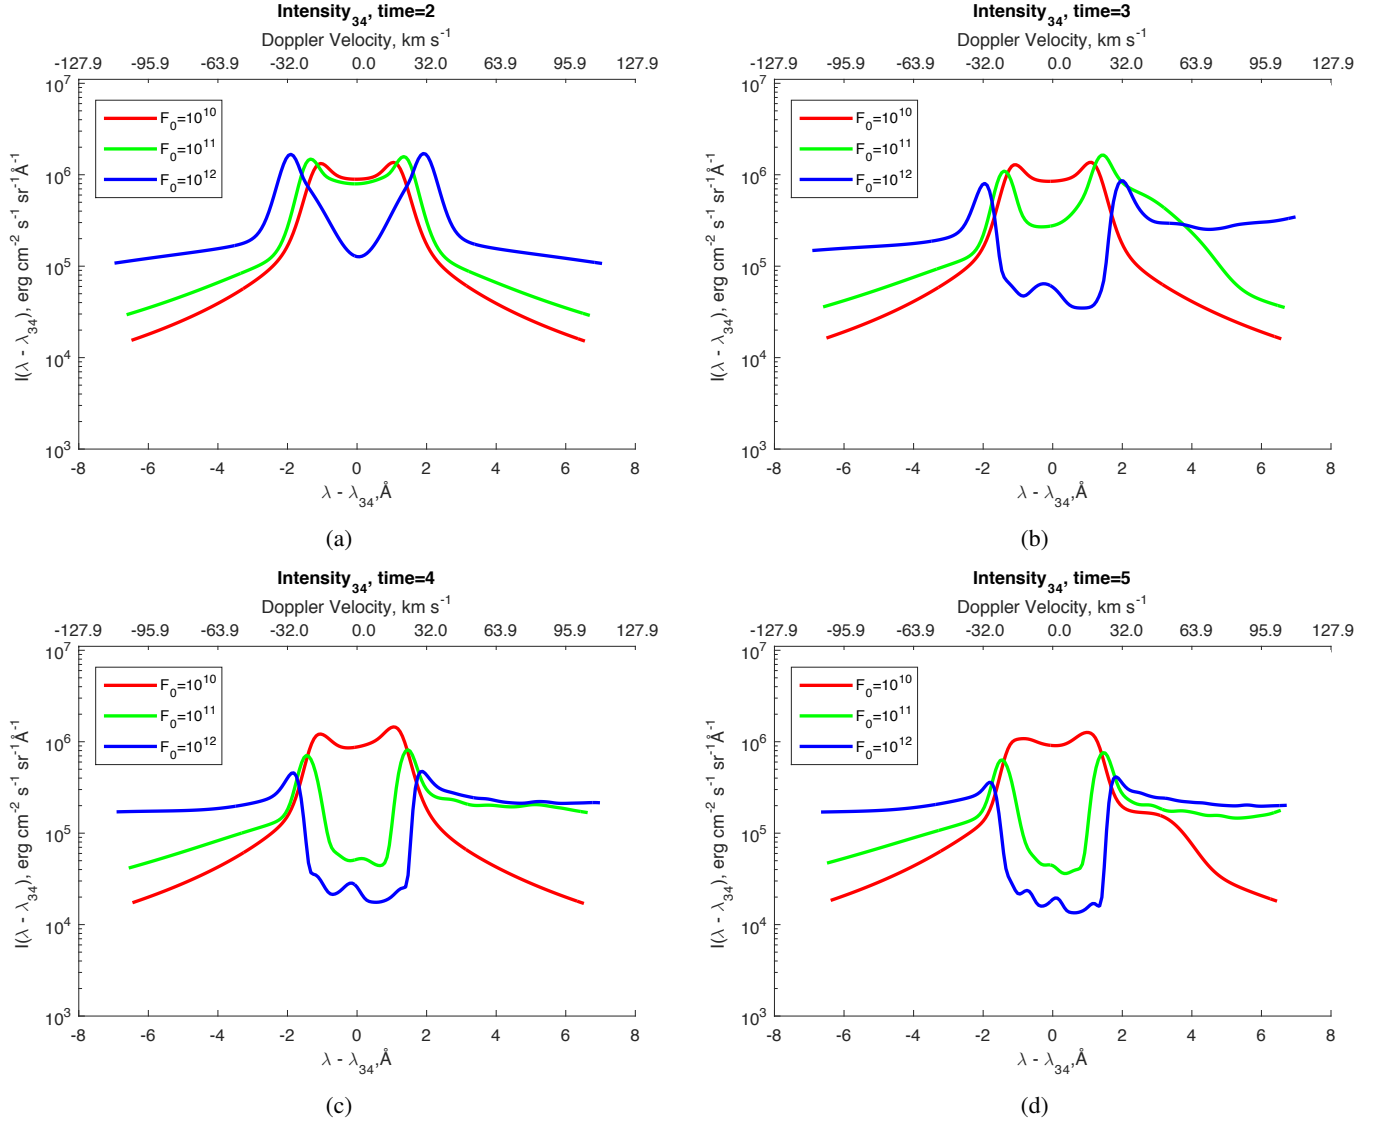 Intensity₃₄, time=2
Doppler Velocity, km s⁻¹
-127.9 -95.9 -63.9 -32.0 0.0 32.0 63.9 95.9 127.9
10⁷
10⁶
10⁵
10⁴
10³
I(λ - λ₃₄), erg cm⁻² s⁻¹ sr⁻¹Å⁻¹
F₀=10¹⁰
F₀=10¹¹
F₀=10¹²
-8 -6 -4 -2 0 2 4 6 8
λ - λ₃₄,Å
(a)
Intensity₃₄, time=3
Doppler Velocity, km s⁻¹
-127.9 -95.9 -63.9 -32.0 0.0 32.0 63.9 95.9 127.9
10⁷
10⁶
10⁵
10⁴
10³
I(λ - λ₃₄), erg cm⁻² s⁻¹ sr⁻¹Å⁻¹
F₀=10¹⁰
F₀=10¹¹
F₀=10¹²
-8 -6 -4 -2 0 2 4 6 8
λ - λ₃₄,Å
(b)
Intensity₃₄, time=4
Doppler Velocity, km s⁻¹
-127.9 -95.9 -63.9 -32.0 0.0 32.0 63.9 95.9 127.9
10⁷
10⁶
10⁵
10⁴
10³
I(λ - λ₃₄), erg cm⁻² s⁻¹ sr⁻¹Å⁻¹
F₀=10¹⁰
F₀=10¹¹
F₀=10¹²
-8 -6 -4 -2 0 2 4 6 8
λ - λ₃₄,Å
(c)
Intensity₃₄, time=5
Doppler Velocity, km s⁻¹
-127.9 -95.9 -63.9 -32.0 0.0 32.0 63.9 95.9 127.9
10⁷
10⁶
10⁵
10⁴
10³
I(λ - λ₃₄), erg cm⁻² s⁻¹ sr⁻¹Å⁻¹
F₀=10¹⁰
F₀=10¹¹
F₀=10¹²
-8 -6 -4 -2 0 2 4 6 8
λ - λ₃₄,Å
(d)